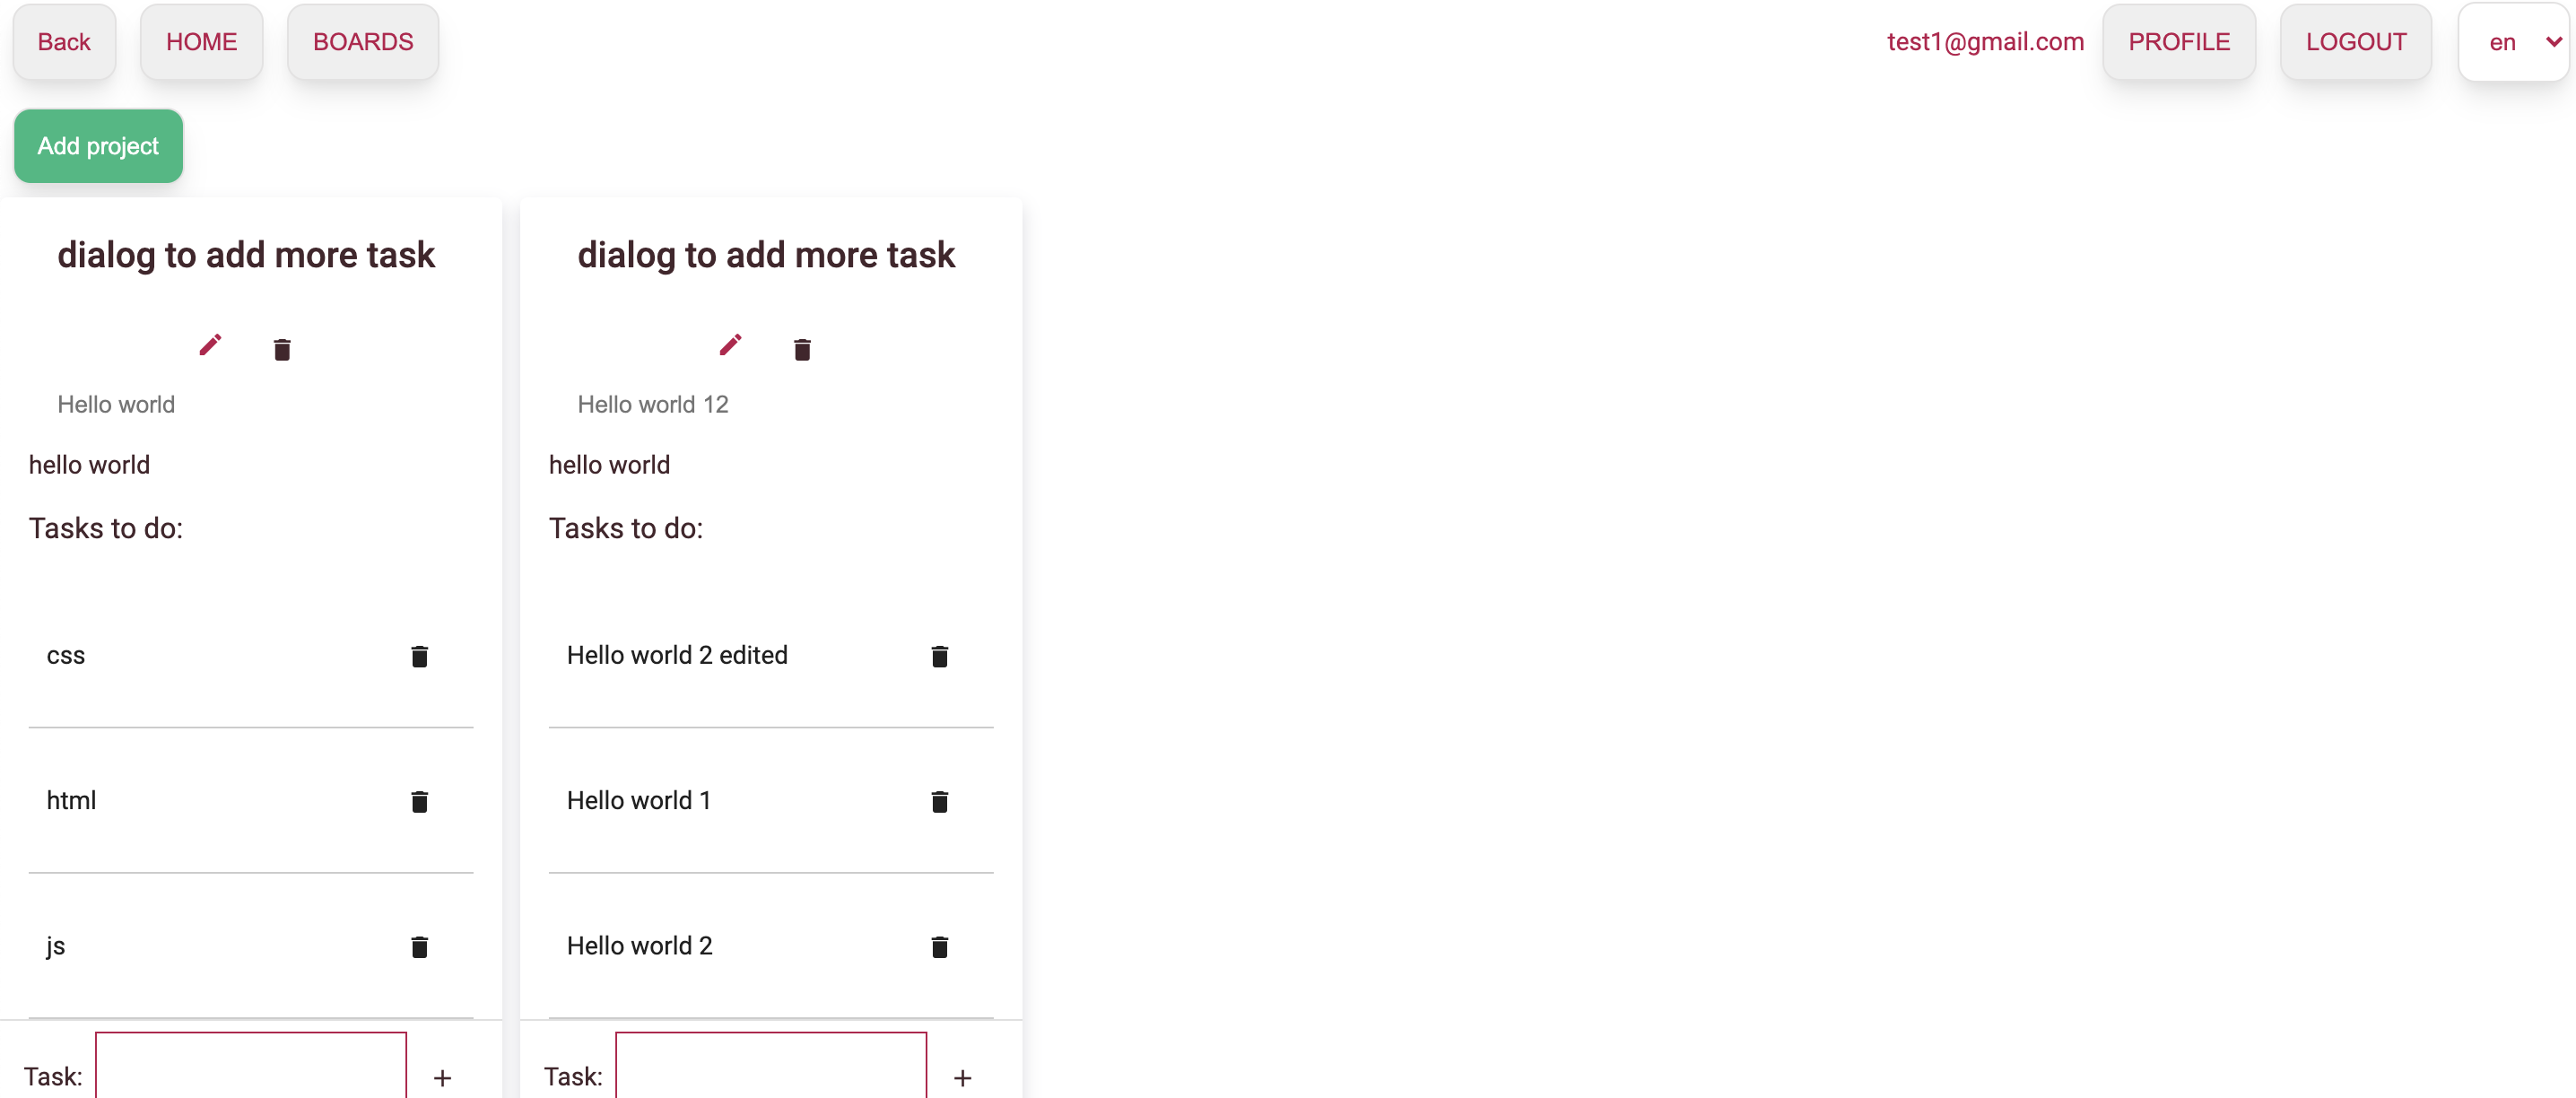 Back HOME BOARDS test1@gmail.com PROFILE LOGOUT en
Add project
dialog to add more task
Hello world
hello world
Tasks to do:
css
html
js
Task:
dialog to add more task
Hello world 12
hello world
Tasks to do:
Hello world 2 edited
Hello world 1
Hello world 2
Task: